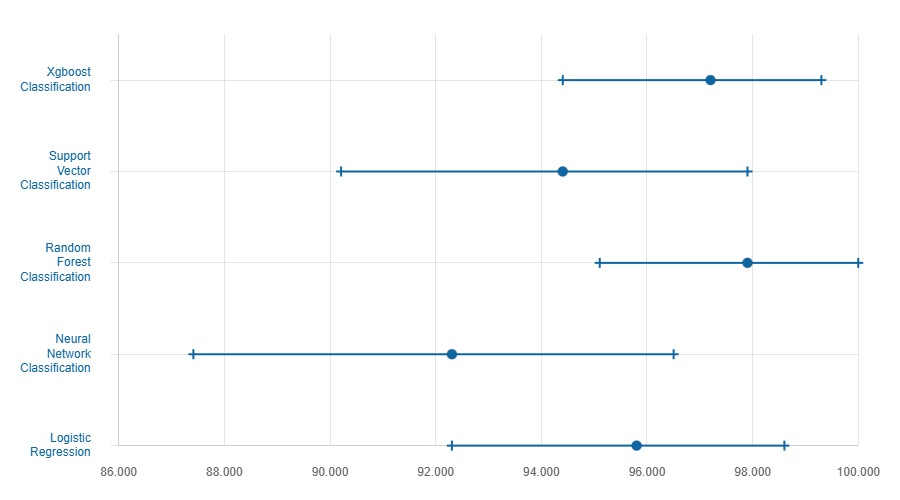 Xgboost
Classification
Support
Vector
Classification
Random
Forest
Classification
Neural
Network
Classification
Logistic
Regression
86.000 88.000 90.000 92.000 94.000 96.000 98.000 100.000